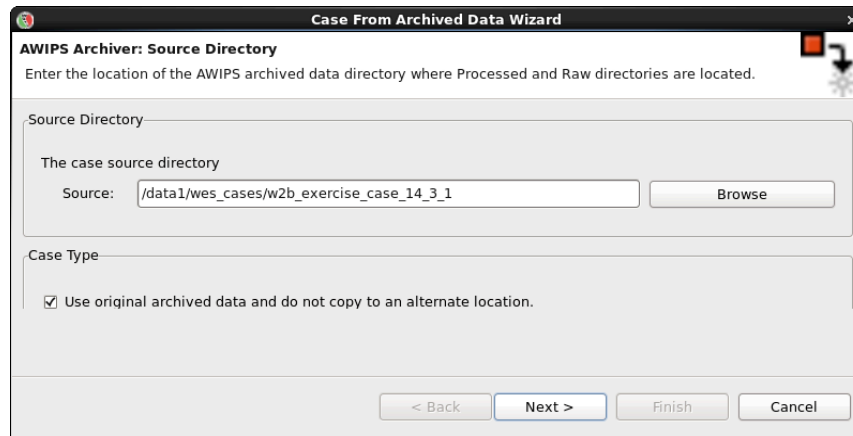 Case From Archived Data Wizard
AWIPS Archiver: Source Directory
Enter the location of the AWIPS archived data directory where Processed and Raw directories are located.
Source Directory
The case source directory
Source: /data1/wes_cases/w2b_exercise_case_14_3_1 Browse
Case Type
Use original archived data and do not copy to an alternate location.
< Back Next > Finish Cancel